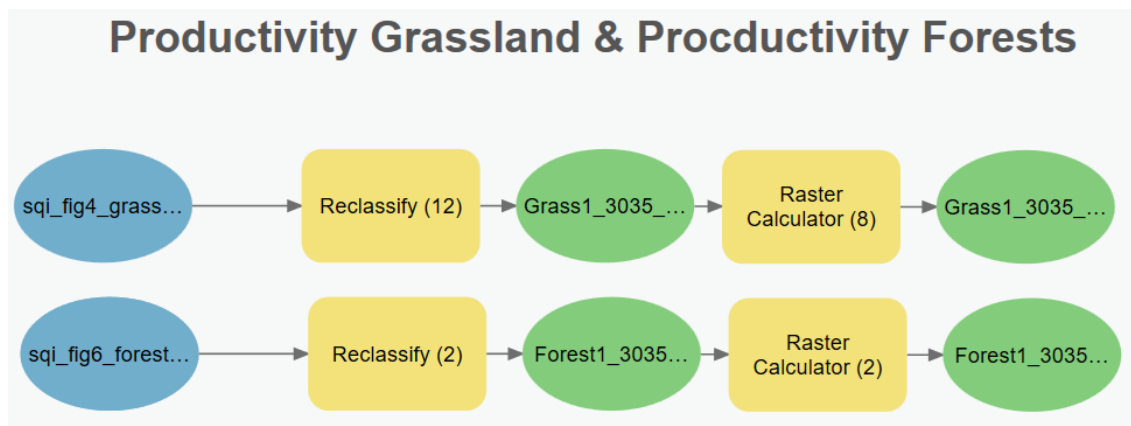 Productivity Grassland & Procductivity Forests
sqi_fig4_grass...
Reclassify (12)
Grass1_3035_...
Raster
Calculator (8)
Grass1_3035_...
sqi_fig6_forest...
Reclassify (2)
Forest1_3035...
Raster
Calculator (2)
Forest1_3035...